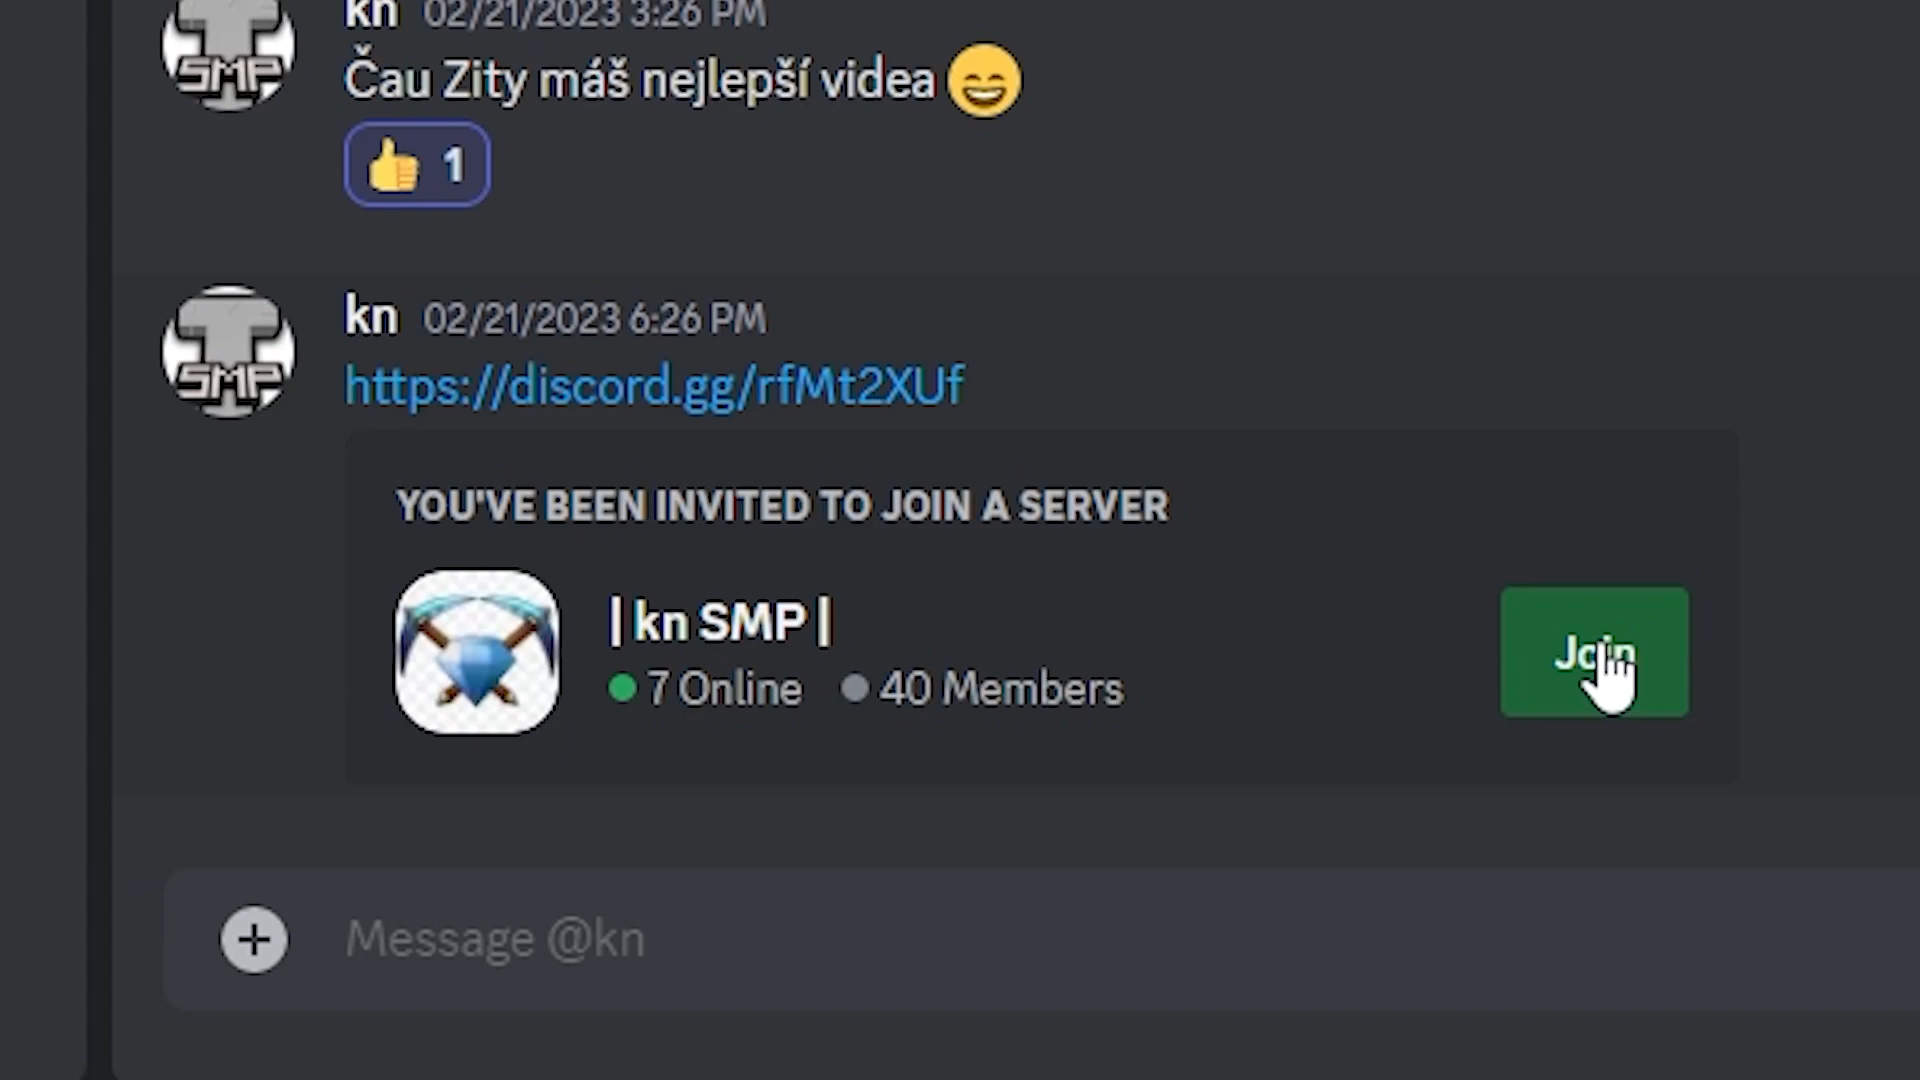 kn 02/21/2023 3:26 PM
Čau Zity máš nejlepší videa
1
SMP
kn 02/21/2023 6:26 PM
SMP
https://discord.gg/rfMt2XUf
YOU'VE BEEN INVITED TO JOIN A SERVER
| kn SMP |
7 Online 40 Members
Join
Message @kn